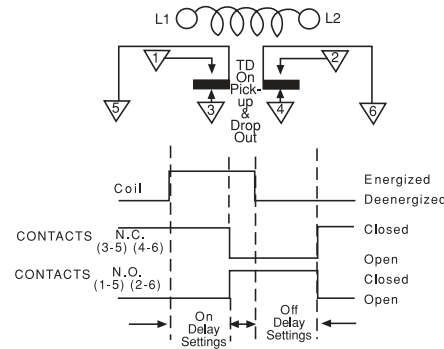 L1 L2
1 2
TD
On
Pick-
up
&
Drop
Out
5 3 4 6
Coil
Energized
Deenergized
CONTACTS N.C.
(3-5) (4-6)
Closed
Open
CONTACTS N.O.
(1-5) (2-6)
Closed
Open
On
Delay
Settings
Off
Delay
Settings